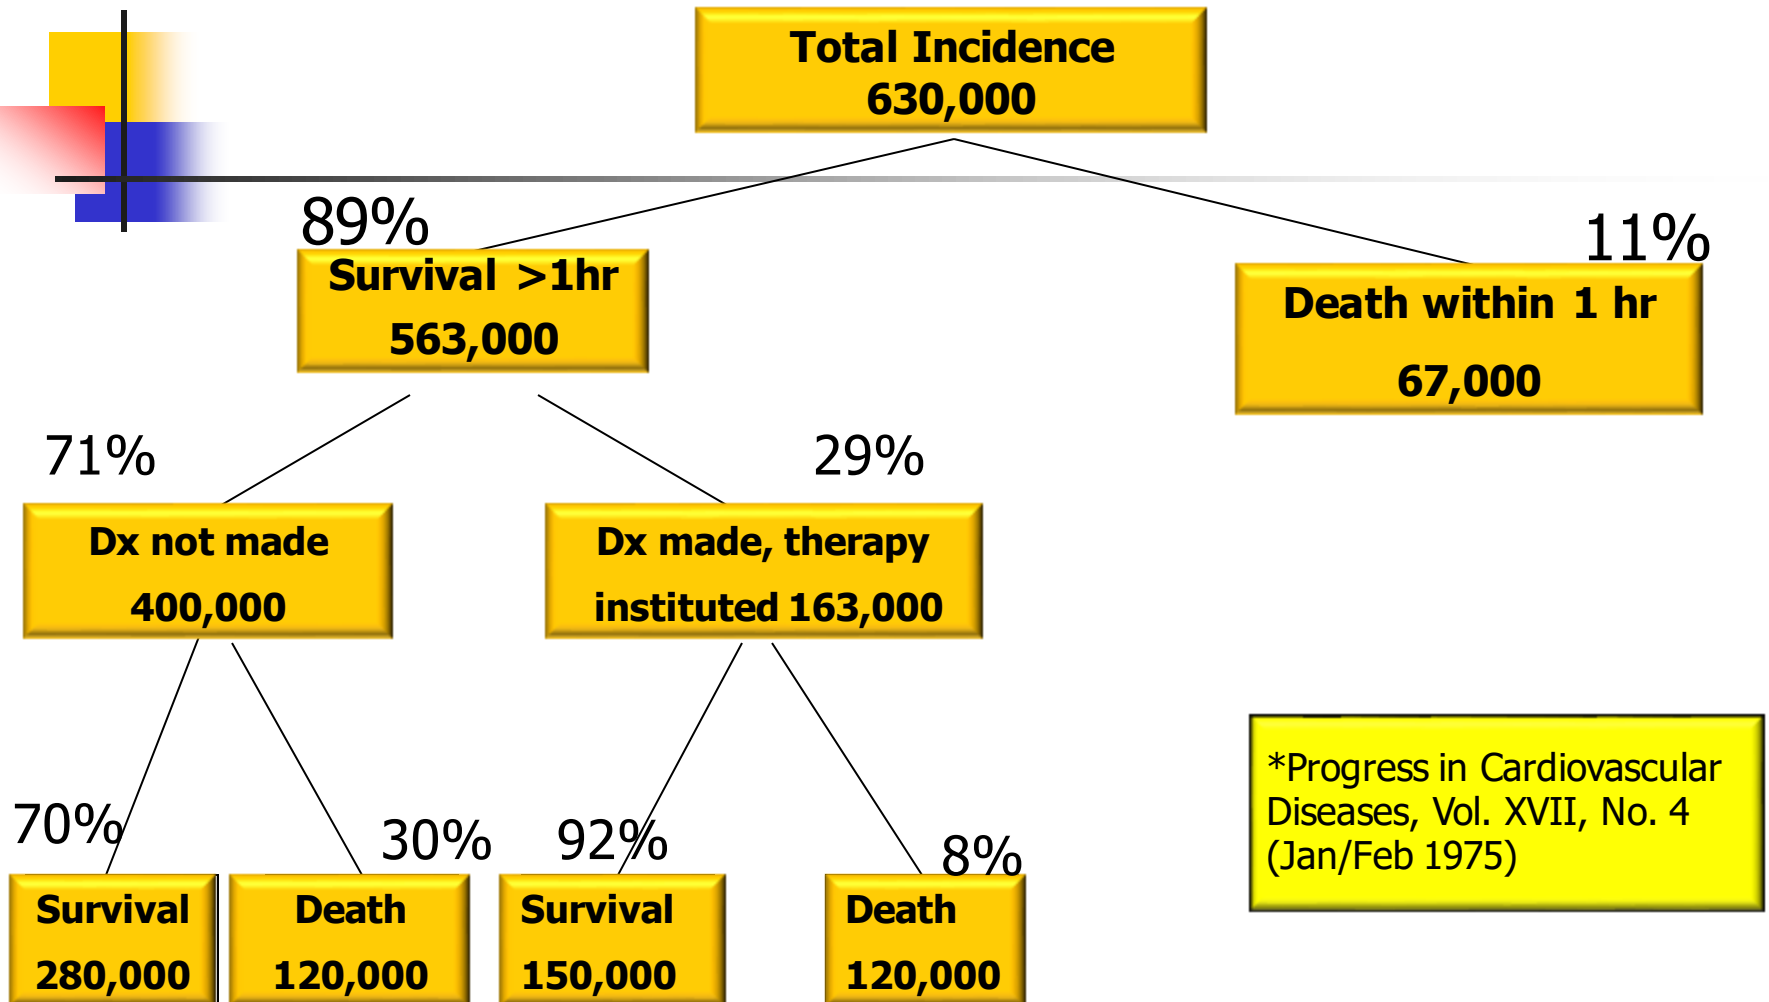 Total Incidence
630,000
89%
11%
Survival >1hr
563,000
Death within 1 hr
67,000
71%
29%
Dx not made
400,000
Dx made, therapy
instituted 163,000
70%
30%
92%
8%
Survival
280,000
Death
120,000
Survival
150,000
Death
120,000
*Progress in Cardiovascular
Diseases, Vol. XVII, No. 4
(Jan/Feb 1975)